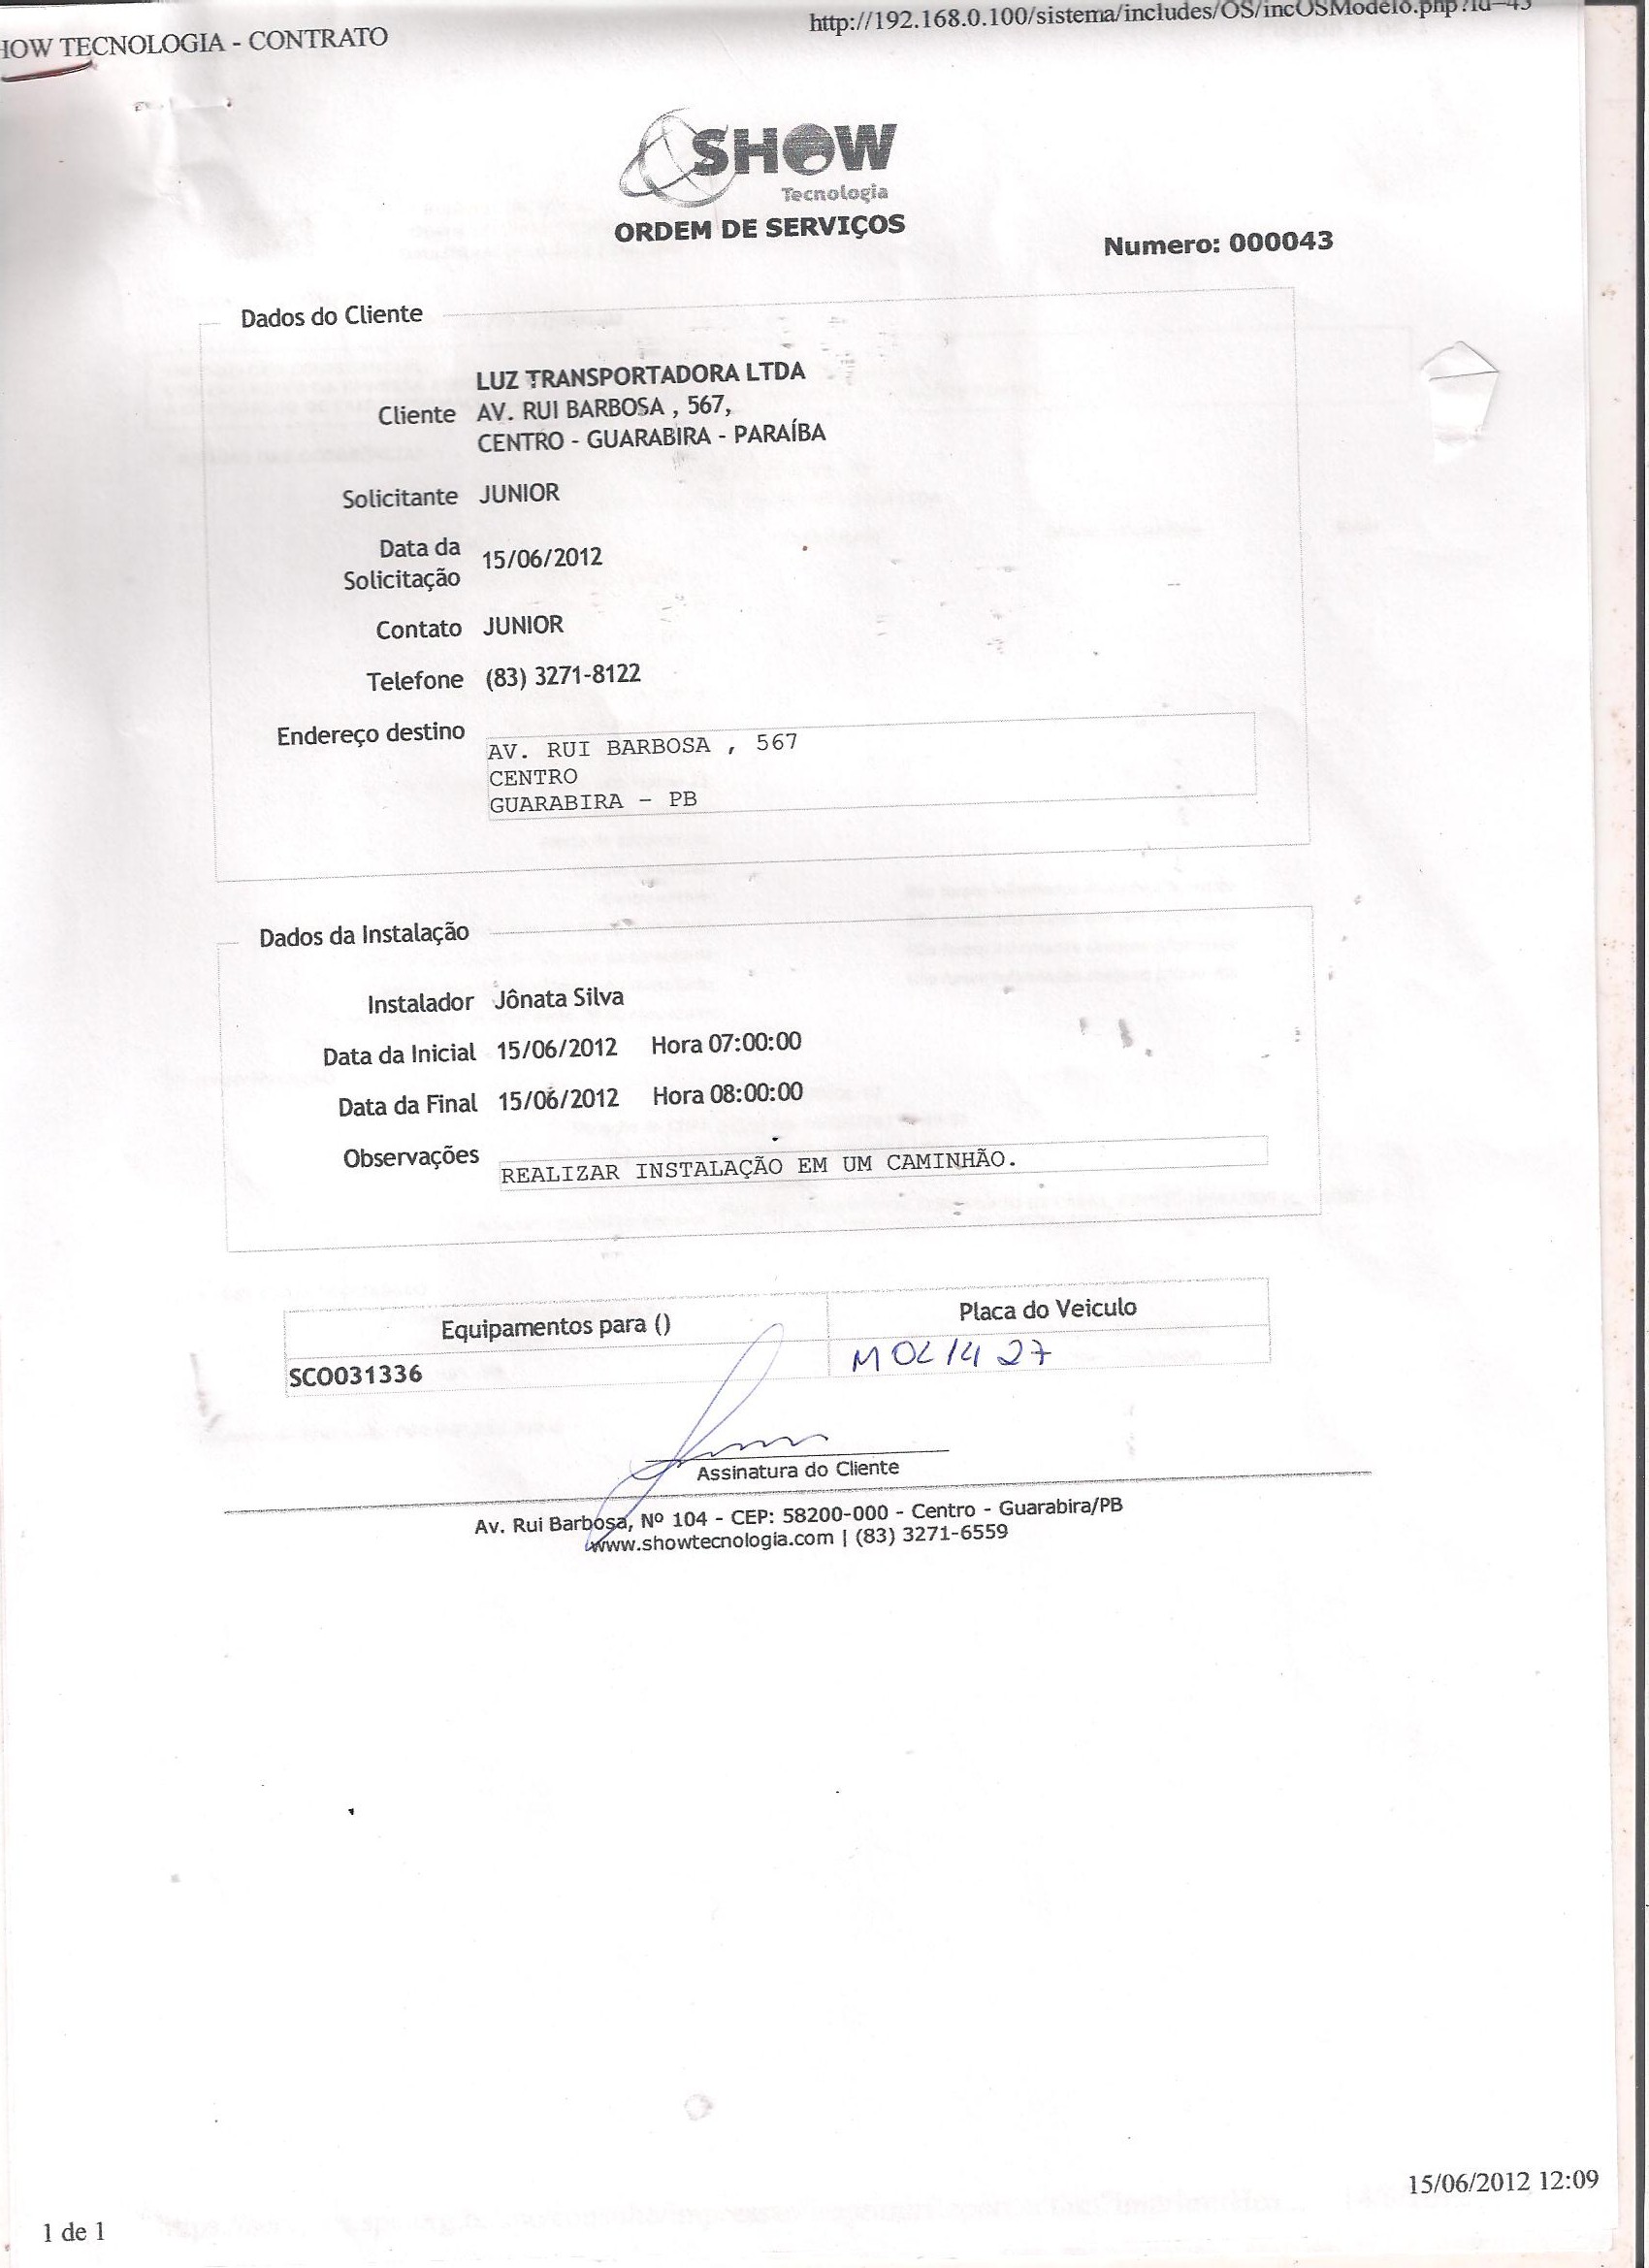 HOW TECNOLOGIA - CONTRATO
http://192.168.0.100/sistema/includes/OS/incOSModelo.php?id=43
SHOW
Tecnologia
ORDEM DE SERVIÇOS
Numero: 000043
Dados do Cliente
LUZ TRANSPORTADORA LTDA
Cliente AV. RUI BARBOSA , 567,
CENTRO - GUARABIRA - PARAÍBA
Solicitante JUNIOR
Data da
Solicitação 15/06/2012
Contato JUNIOR
Telefone (83) 3271-8122
Endereço destino AV. RUI BARBOSA , 567
CENTRO
GUARABIRA - PB
Dados da Instalação
Instalador Jônata Silva
Data da Inicial 15/06/2012 Hora 07:00:00
Data da Final 15/06/2012 Hora 08:00:00
Observações REALIZAR INSTALAÇÃO EM UM CAMINHÃO.
Equipamentos para () Placa do Veiculo
SCO031336
Assinatura do Cliente
Av. Rui Barbosa, Nº 104 - CEP: 58200-000 - Centro - Guarabira/PB
www.showtecnologia.com | (83) 3271-6559
15/06/2012 12:09
1 de 1